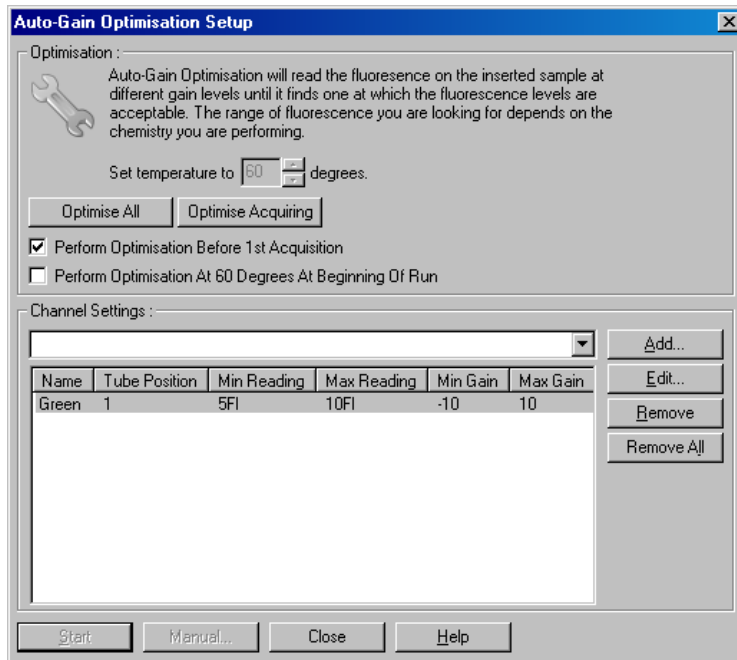 Auto-Gain Optimisation Setup
Optimisation :
Auto-Gain Optimisation will read the fluoresence on the inserted sample at
different gain levels until it finds one at which the fluorescence levels are
acceptable. The range of fluorescence you are looking for depends on the
chemistry you are performing.
Set temperature to 60 degrees.
Optimise All Optimise Acquiring
Perform Optimisation Before 1st Acquisition
Perform Optimisation At 60 Degrees At Beginning Of Run
Channel Settings :
Add...
Name Tube Position Min Reading Max Reading Min Gain Max Gain Edit...
Green 1 5Fl 10Fl -10 10
Remove
Remove All
Start Manual... Close Help